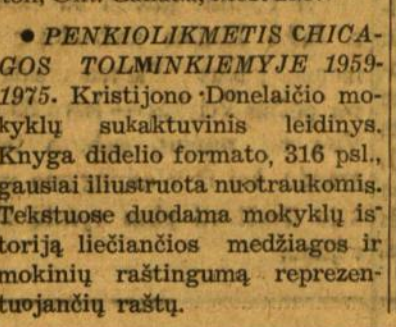 ● PENKIOLIKMETIS CHICA-
GOS TOLMINKIEMYJE 1959-
1975. Kristijono Donelaičio mo-
kyklų sukaktuvinis leidinys.
Knyga didelio formato, 316 psl.,
gausiai iliustruota nuotraukomis.
Tekstuose duodama mokyklų is-
toriją liečiančios medžiagos ir
mokinių raštingumą reprezen-
tuojančių raštų.